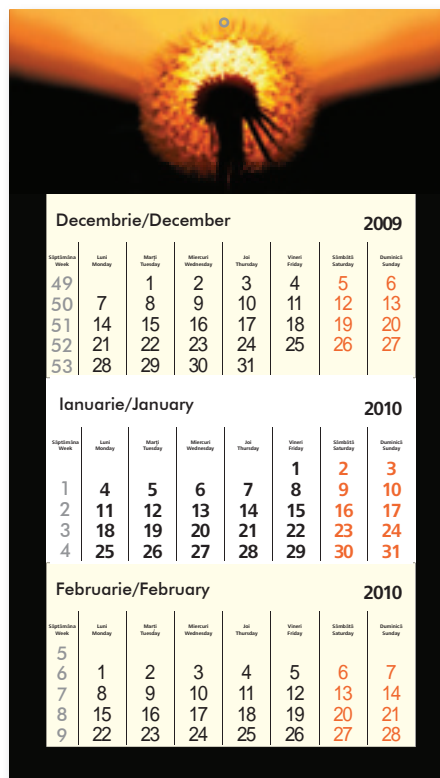 Decembrie/December 2009
Săptămâna Luni Marți Miercuri Joi Vineri Sâmbătă Duminică
Week Monday Tuesday Wednesday Thursday Friday Saturday Sunday
49 1 2 3 4 5 6
50 7 8 9 10 11 12 13
51 14 15 16 17 18 19 20
52 21 22 23 24 25 26 27
53 28 29 30 31
Ianuarie/January 2010
Săptămâna Luni Marți Miercuri Joi Vineri Sâmbătă Duminică
Week Monday Tuesday Wednesday Thursday Friday Saturday Sunday
1 2 3
1 4 5 6 7 8 9 10
2 11 12 13 14 15 16 17
3 18 19 20 21 22 23 24
4 25 26 27 28 29 30 31
Februarie/February 2010
Săptămâna Luni Marți Miercuri Joi Vineri Sâmbătă Duminică
Week Monday Tuesday Wednesday Thursday Friday Saturday Sunday
5
6 1 2 3 4 5 6 7
7 8 9 10 11 12 13 14
8 15 16 17 18 19 20 21
9 22 23 24 25 26 27 28